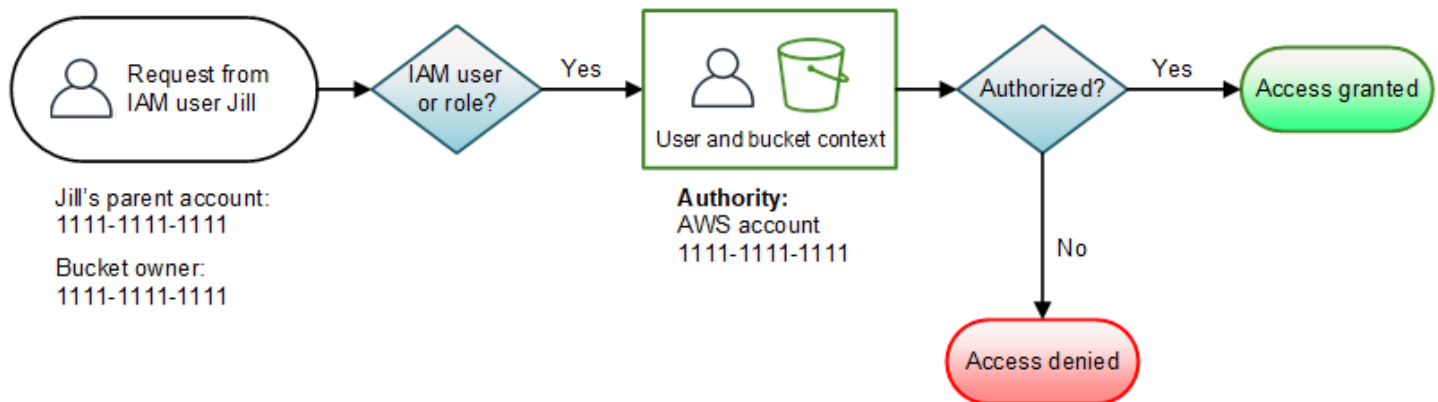 Request from
IAM user Jill
IAM user
or role?
Yes
User and bucket context
Authorized?
Yes
Access granted
Jill's parent account:
1111-1111-1111
Bucket owner:
1111-1111-1111
Authority:
AWS account
1111-1111-1111
No
Access denied